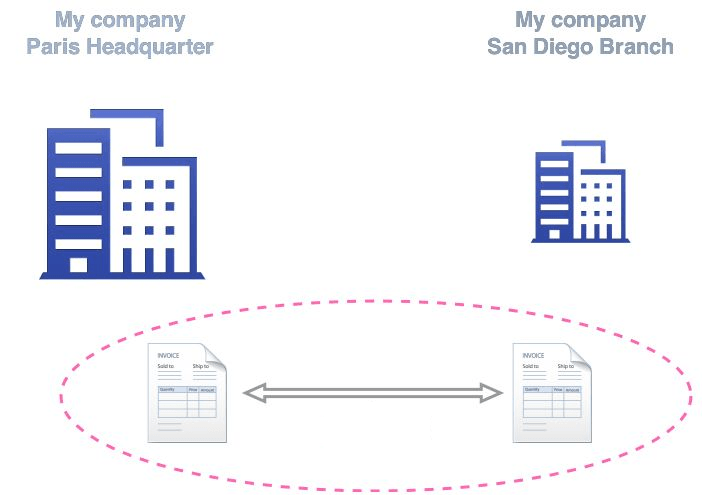 My company
Paris Headquarter
My company
San Diego Branch
INVOICE
Sold to Ship to
Quantity Price Amount
INVOICE
Sold to Ship to
Quantity Price Amount